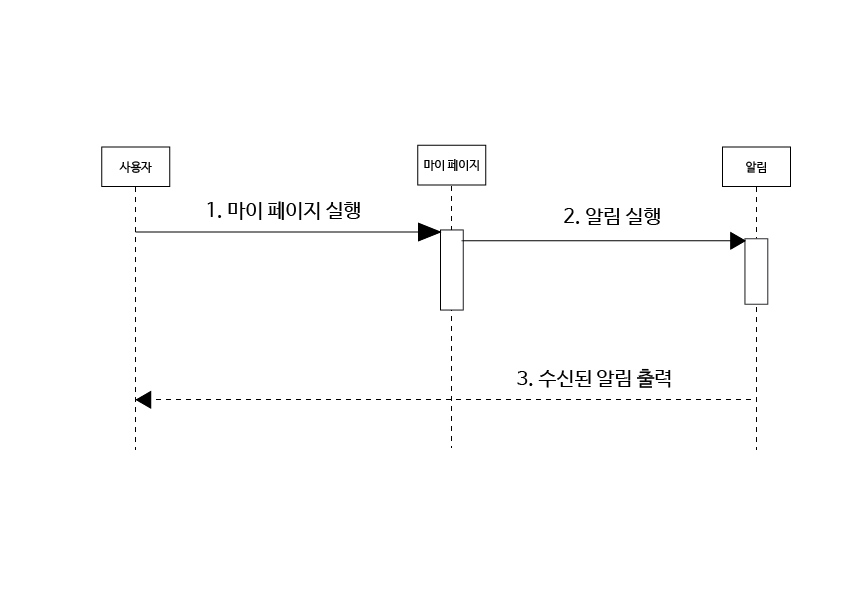 사용자
마이 페이지
알림
1. 마이 페이지 실행
2. 알림 실행
3. 수신된 알림 출력